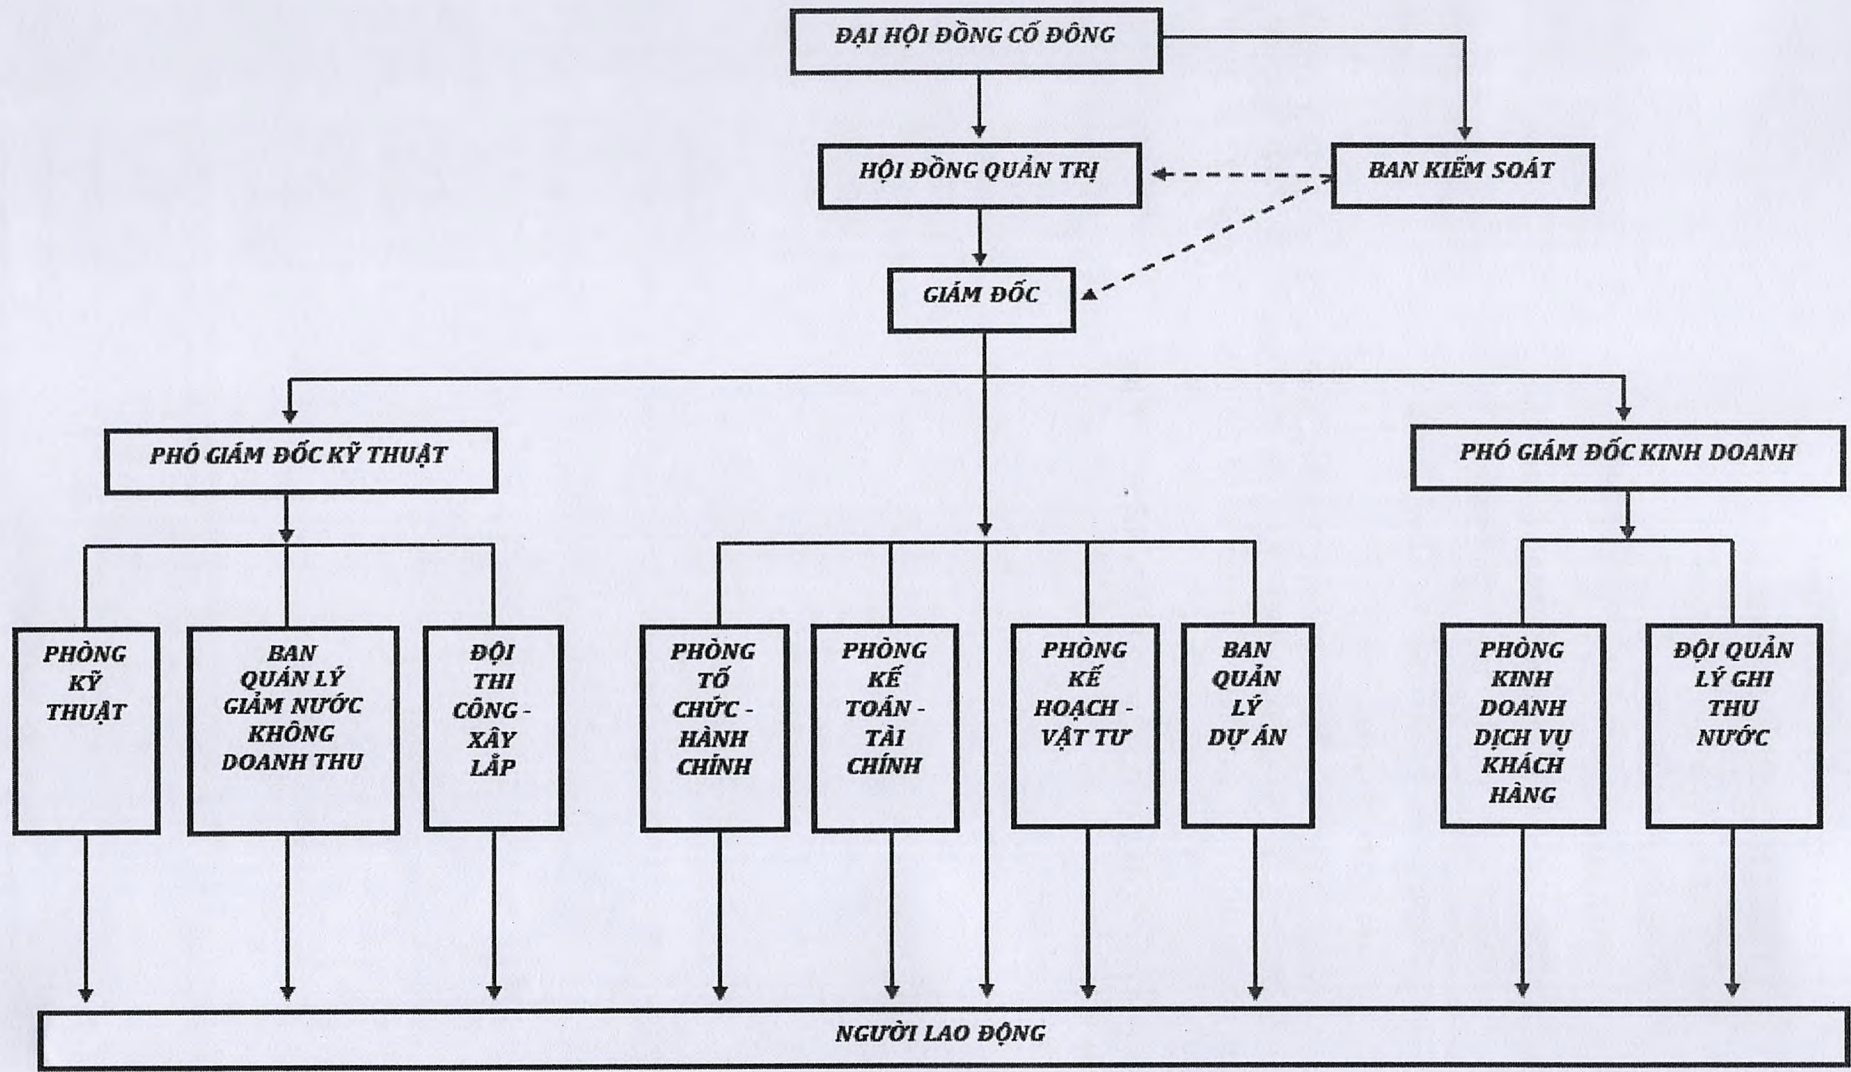 ĐẠI HỘI ĐỒNG CỔ ĐÔNG
HỘI ĐỒNG QUẢN TRỊ
BAN KIỂM SOÁT
GIÁM ĐỐC
PHÓ GIÁM ĐỐC KỸ THUẬT
PHÓ GIÁM ĐỐC KINH DOANH
PHÒNG
KỸ
THUẬT
BAN
QUẢN LÝ
GIẢM NƯỚC
KHÔNG
DOANH THU
ĐỘI
THI
CÔNG -
XÂY
LẮP
PHÒNG
TỔ
CHỨC -
HÀNH
CHÍNH
PHÒNG
KẾ
TOÁN -
TÀI
CHÍNH
PHÒNG
KẾ
HOẠCH -
VẬT TƯ
BAN
QUẢN
LÝ
DỰ ÁN
PHÒNG
KINH
DOANH
DỊCH VỤ
KHÁCH
HÀNG
ĐỘI QUẢN
LÝ GHI
THU
NƯỚC
NGƯỜI LAO ĐỘNG